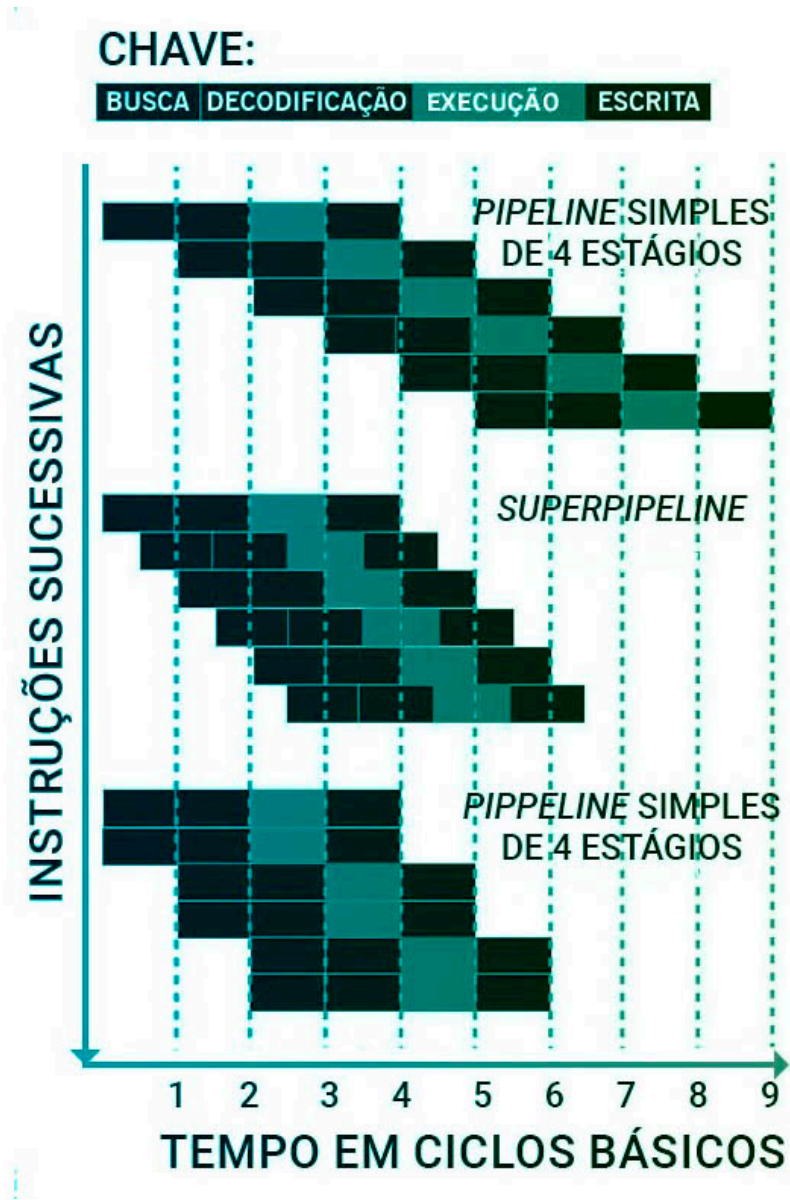 CHAVE:
BUSCA DECODIFICAÇÃO EXECUÇÃO ESCRITA
PIPELINE SIMPLES
DE 4 ESTÁGIOS
SUPERPIPELINE
PIPPELINE SIMPLES
DE 4 ESTÁGIOS
INSTRUÇÕES SUCESSIVAS
1 2 3 4 5 6 7 8 9
TEMPO EM CICLOS BÁSICOS